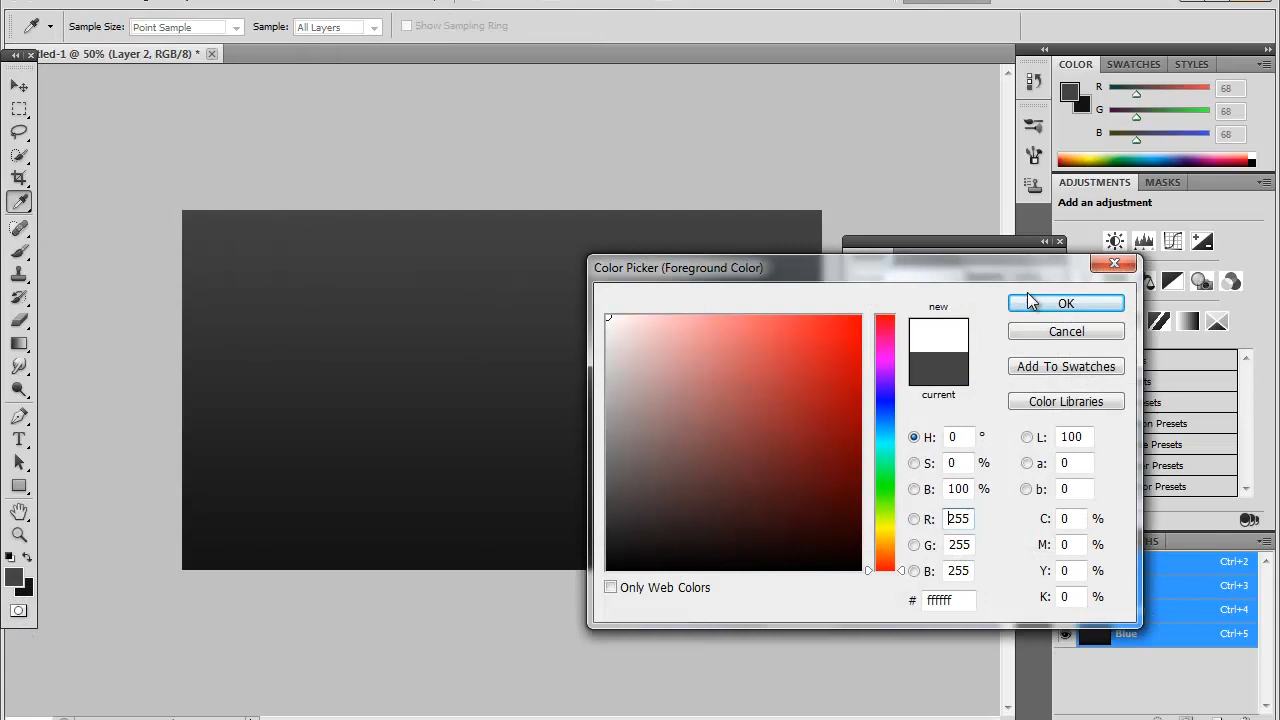 Sample Size: Point Sample Sample: All Layers Show Sampling Ring
tled-1 @ 50% (Layer 2, RGB/8) *
COLOR SWATCHES STYLES
R 68
G 68
B 68
ADJUSTMENTS MASKS
Add an adjustment
Color Picker (Foreground Color)
new
current
OK
Cancel
Add To Swatches
Color Libraries
H: 0 ° L: 100
S: 0 % a: 0
B: 100 % b: 0
R: 255 C: 0 %
G: 255 M: 0 %
B: 255 Y: 0 %
# ffffff K: 0 %
Only Web Colors
Presets
Presets
Presets
Presets
Ctrl+2
Ctrl+3
Ctrl+4
Blue Ctrl+5
T